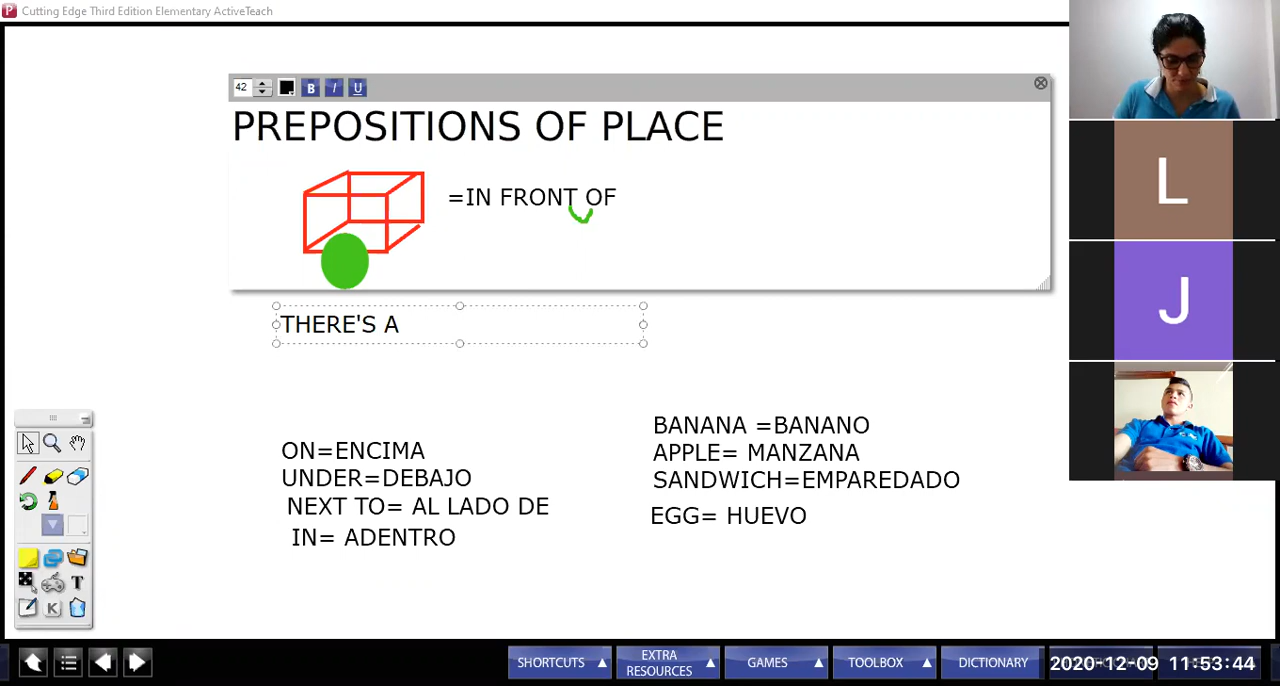 Cutting Edge Third Edition Elementary ActiveTeach
42 B I U
PREPOSITIONS OF PLACE
=IN FRONT OF
THERE'S A
ON=ENCIMA
UNDER=DEBAJO
NEXT TO= AL LADO DE
IN= ADENTRO
BANANA =BANANO
APPLE= MANZANA
SANDWICH=EMPAREDADO
EGG= HUEVO
L
J
T
K
SHORTCUTS
EXTRA
RESOURCES
GAMES
TOOLBOX
DICTIONARY
2020-12-09 11:53:44